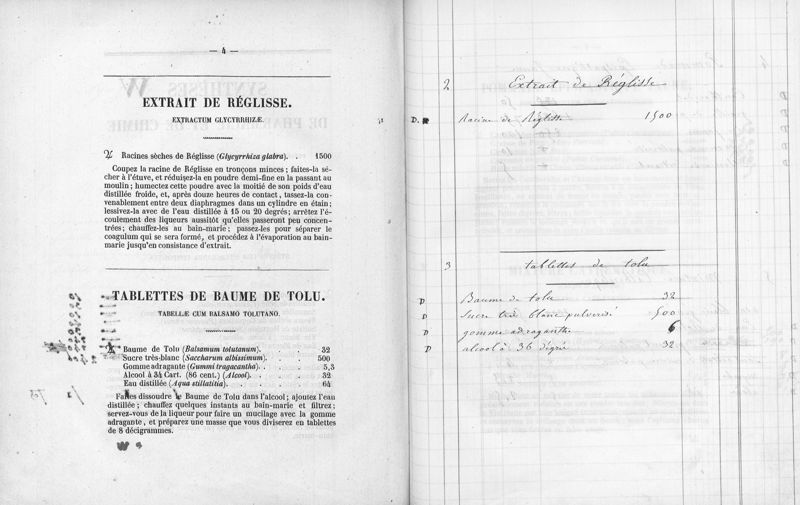 — 4 —
EXTRAIT DE RÉGLISE.
EXTRACTUM GLYCYRRHIZÆ.
♃ Racines sèches de Réglisse (Glycyrrhiza glabra). . 1500
Coupez la racine de Réglisse en tronçons minces ; faites-la sé-
cher à l'étuve, et réduisez-la en poudre demi-fine en la passant au
moulin ; humectez cette poudre avec la moitié de son poids d'eau
distillée froide, et, après douze heures de contact, tassez-la con-
venablement entre deux diaphragmes dans un cylindre en étain ;
lessivez-la avec de l'eau distillée à 15 ou 20 degrés ; arrêtez l'é-
coulement des liqueurs aussitôt qu'elles passeront peu concen-
trées ; chauffez-les au bain-marie ; passez-les pour séparer le
coagulum qui se sera formé, et procédez à l'évaporation au bain-
marie jusqu'en consistance d'extrait.
TABLETTES DE BAUME DE TOLU.
TABELLÆ CUM BALSAMO TOLUTANO.
Baume de Tolu (Balsamum tolutanum). . . . 32
Sucre très-blanc (Saccharum albissimum). . . . 500
Gomme adragante (Gummi tragacantha). . . . 5,3
Alcool à 34 Cart. (86 cent.) (Alcool). . . . 32
Eau distillée (Aqua stillatitia). . . . . 64
Faites dissoudre le Baume de Tolu dans l'alcool ; ajoutez l'eau
distillée ; chauffez quelques instants au bain-marie et filtrez ;
servez-vous de la liqueur pour faire un mucilage avec la gomme
adragante, et préparez une masse que vous diviserez en tablettes
de 8 décigrammes.
2 Extrait de Réglisse
D. Racine de Réglisse 1500
3 tablettes de tolu
D Baume de tolu 32
D Sucre très blanc pulvérisé 500
D gomme adraganthe 6
D alcool à 36 degré 32